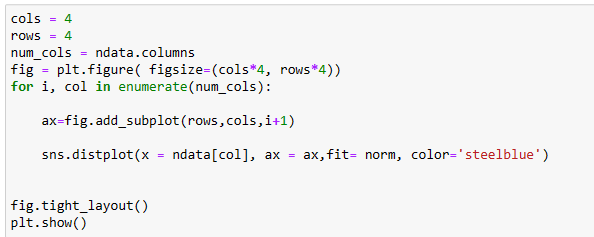 cols = 4
rows = 4
num_cols = ndata.columns
fig = plt.figure( figsize=(cols*4, rows*4))
for i, col in enumerate(num_cols):
ax=fig.add_subplot(rows,cols,i+1)
sns.distplot(x = ndata[col], ax = ax,fit= norm, color='steelblue')
fig.tight_layout()
plt.show()